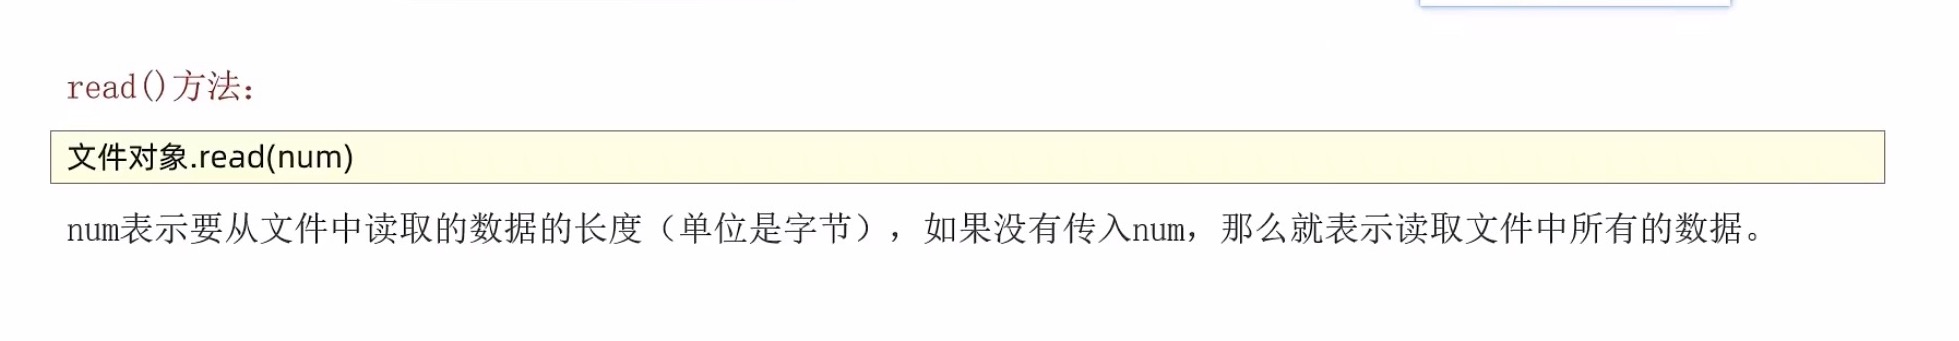 read()方法：
文件对象.read(num)
num表示要从文件中读取的数据的长度（单位是字节），如果没有传入num，那么就表示读取文件中所有的数据。